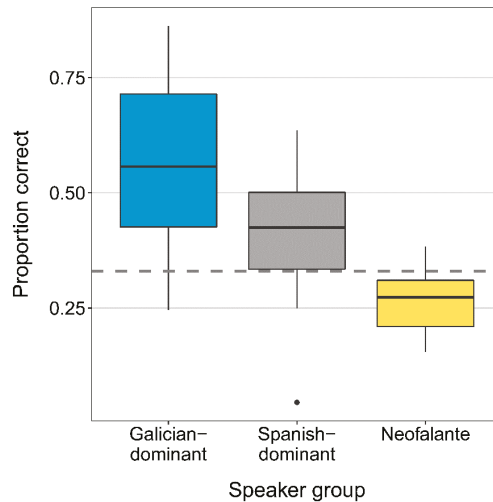 Proportion correct
0.75
0.50
0.25
Galician-
dominant
Spanish-
dominant
Neofalante
Speaker group